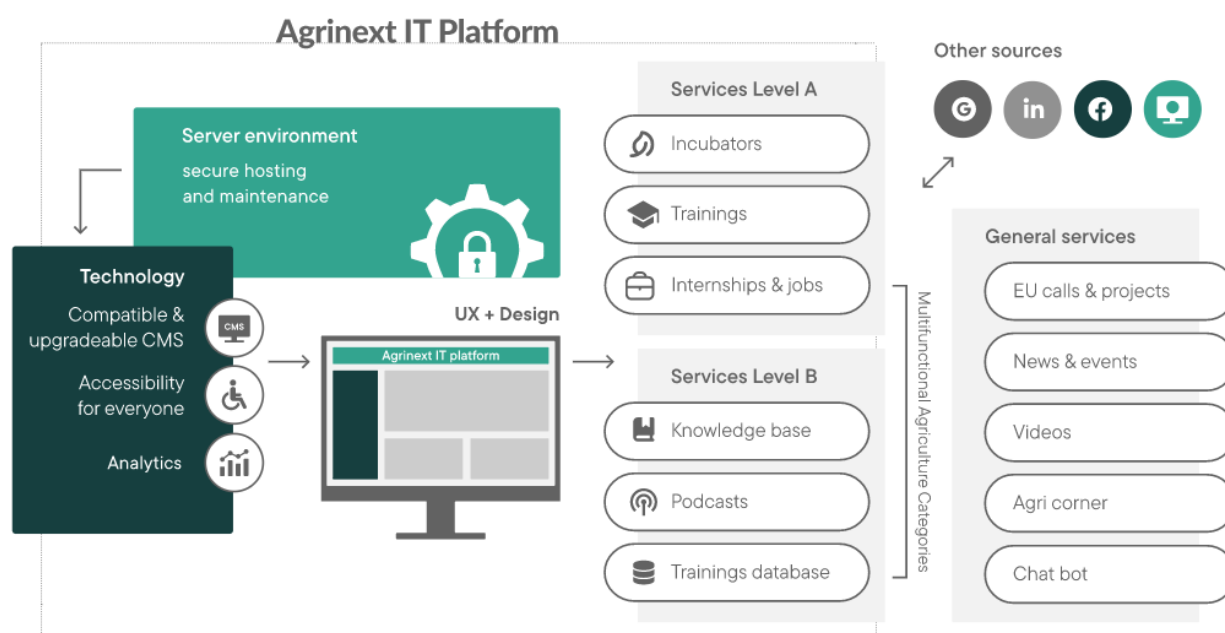 Agrinext IT Platform
Server environment
secure hosting
and maintenance
Technology
Compatible &
upgradeable CMS
CMS
Accessibility
for everyone
Analytics
UX + Design
Agrinext IT platform
Services Level A
Incubators
Trainings
Internships & jobs
Services Level B
Knowledge base
Podcasts
Trainings database
Multifunctional Agriculture Categories
Other sources
G
in
f
General services
EU calls & projects
News & events
Videos
Agri corner
Chat bot